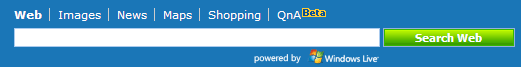 Web | Images | News | Maps | Shopping | QnA Beta
Search Web
powered by Windows Live